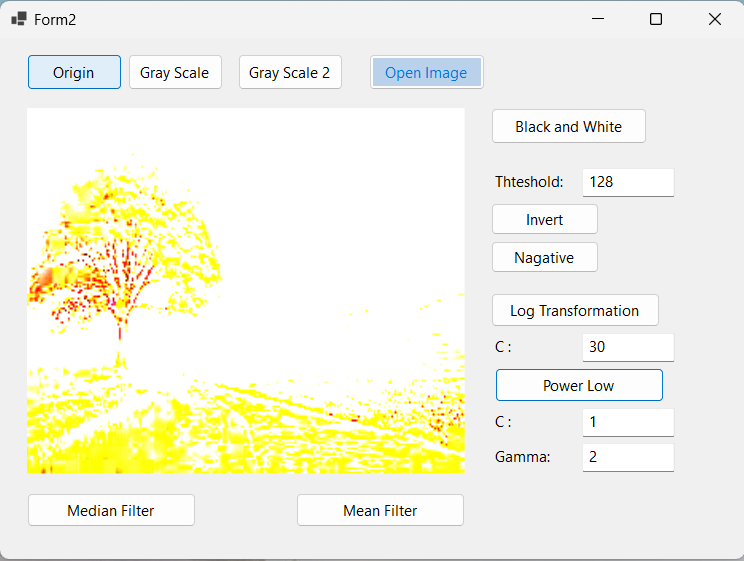 Form2
Origin
Gray Scale
Gray Scale 2
Open Image
Black and White
Thteshold:
128
Invert
Nagative
Log Transformation
C :
30
Power Low
C :
1
Gamma:
2
Median Filter
Mean Filter